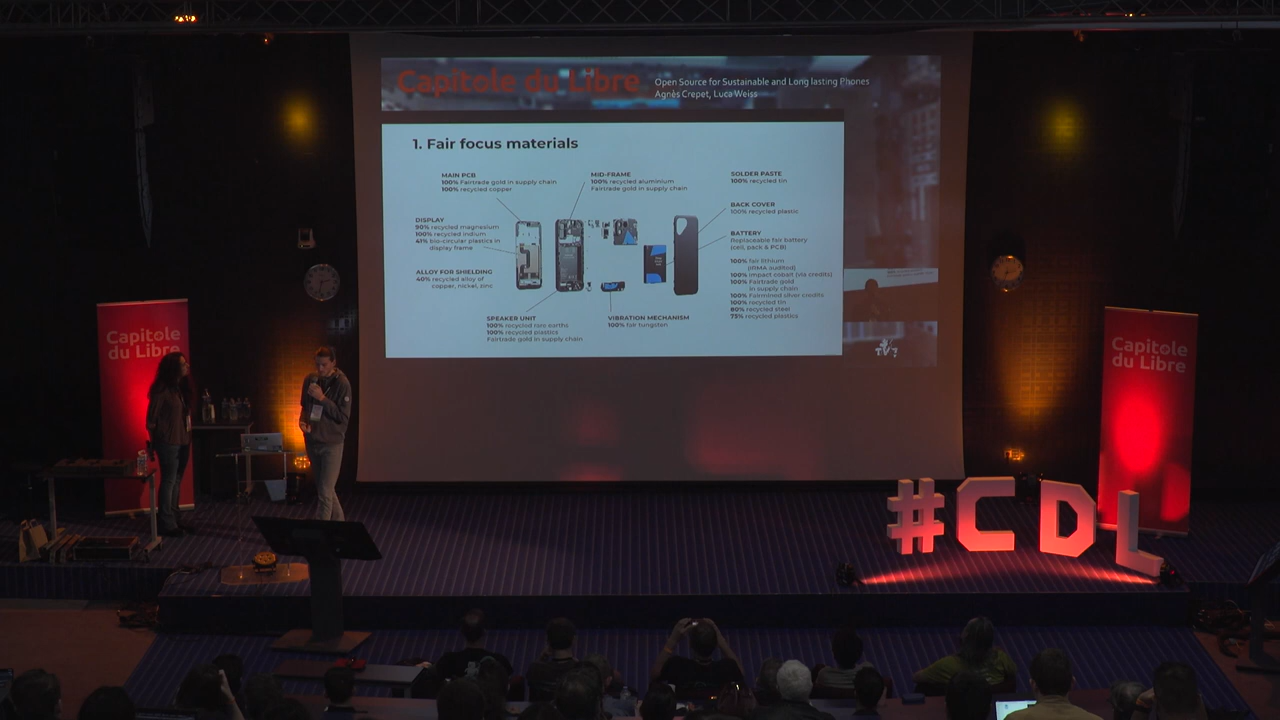 Capitole du Libre
Open Source for Sustainable and Long lasting Phones
Agnès Crepet, Luca Weiss
1. Fair focus materials
MAIN PCB
100% Fairtrade gold in supply chain
100% recycled copper
MID-FRAME
100% recycled aluminium
Fairtrade gold in supply chain
SOLDER PASTE
100% recycled tin
BACK COVER
100% recycled plastic
DISPLAY
90% recycled magnesium
100% recycled indium
41% bio-circular plastics in
display frame
BATTERY
Replaceable fair battery
(cell, pack & PCB)
100% fair lithium
(IRMA audited)
100% impact cobalt (via credits)
100% Fairtrade gold
in supply chain
100% Fairmined silver credits
100% recycled tin
80% recycled steel
75% recycled plastics
ALLOY FOR SHIELDING
40% recycled alloy of
copper, nickel, zinc
SPEAKER UNIT
100% recycled rare earths
100% recycled plastics
Fairtrade gold in supply chain
VIBRATION MECHANISM
100% fair tungsten
Capitole
du Libre
Capitole
du Libre
#CDL